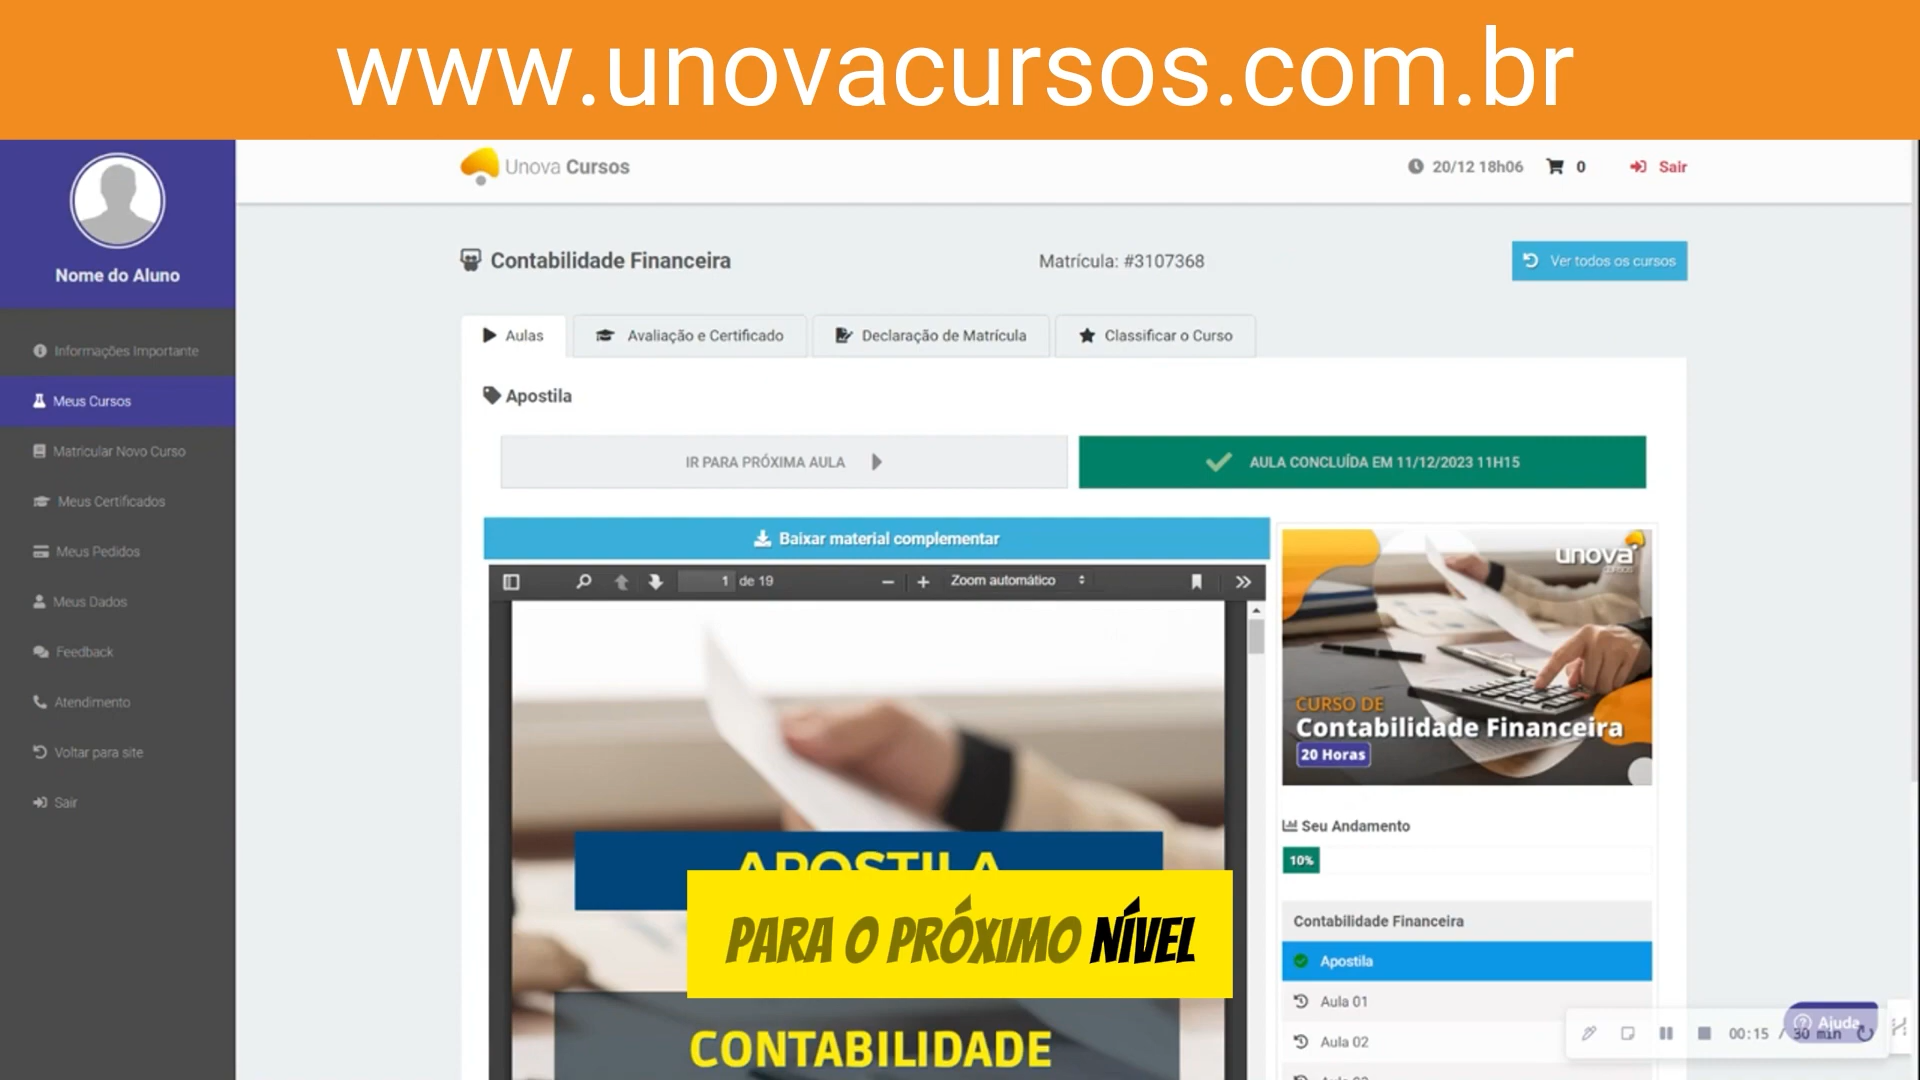 www.unovacursos.com.br
Unova Cursos
20/12 18h06
0
Sair
Nome do Aluno
Contabilidade Financeira
Matrícula: #3107368
Ver todos os cursos
Aulas
Avaliação e Certificado
Declaração de Matrícula
Classificar o Curso
Informações Importante
Meus Cursos
Matricular Novo Curso
Meus Certificados
Meus Pedidos
Meus Dados
Feedback
Atendimento
Voltar para site
Sair
Apostila
IR PARA PRÓXIMA AULA
AULA CONCLUÍDA EM 11/12/2023 11H15
Baixar material complementar
1 de 19
Zoom automático
APOSTILA
PARA O PRÓXIMO NÍVEL
CONTABILIDADE
unova
CURSOS
CURSO DE
Contabilidade Financeira
20 Horas
Seu Andamento
10%
Contabilidade Financeira
Apostila
Aula 01
Aula 02
Ajuda
00:15 / 30 min